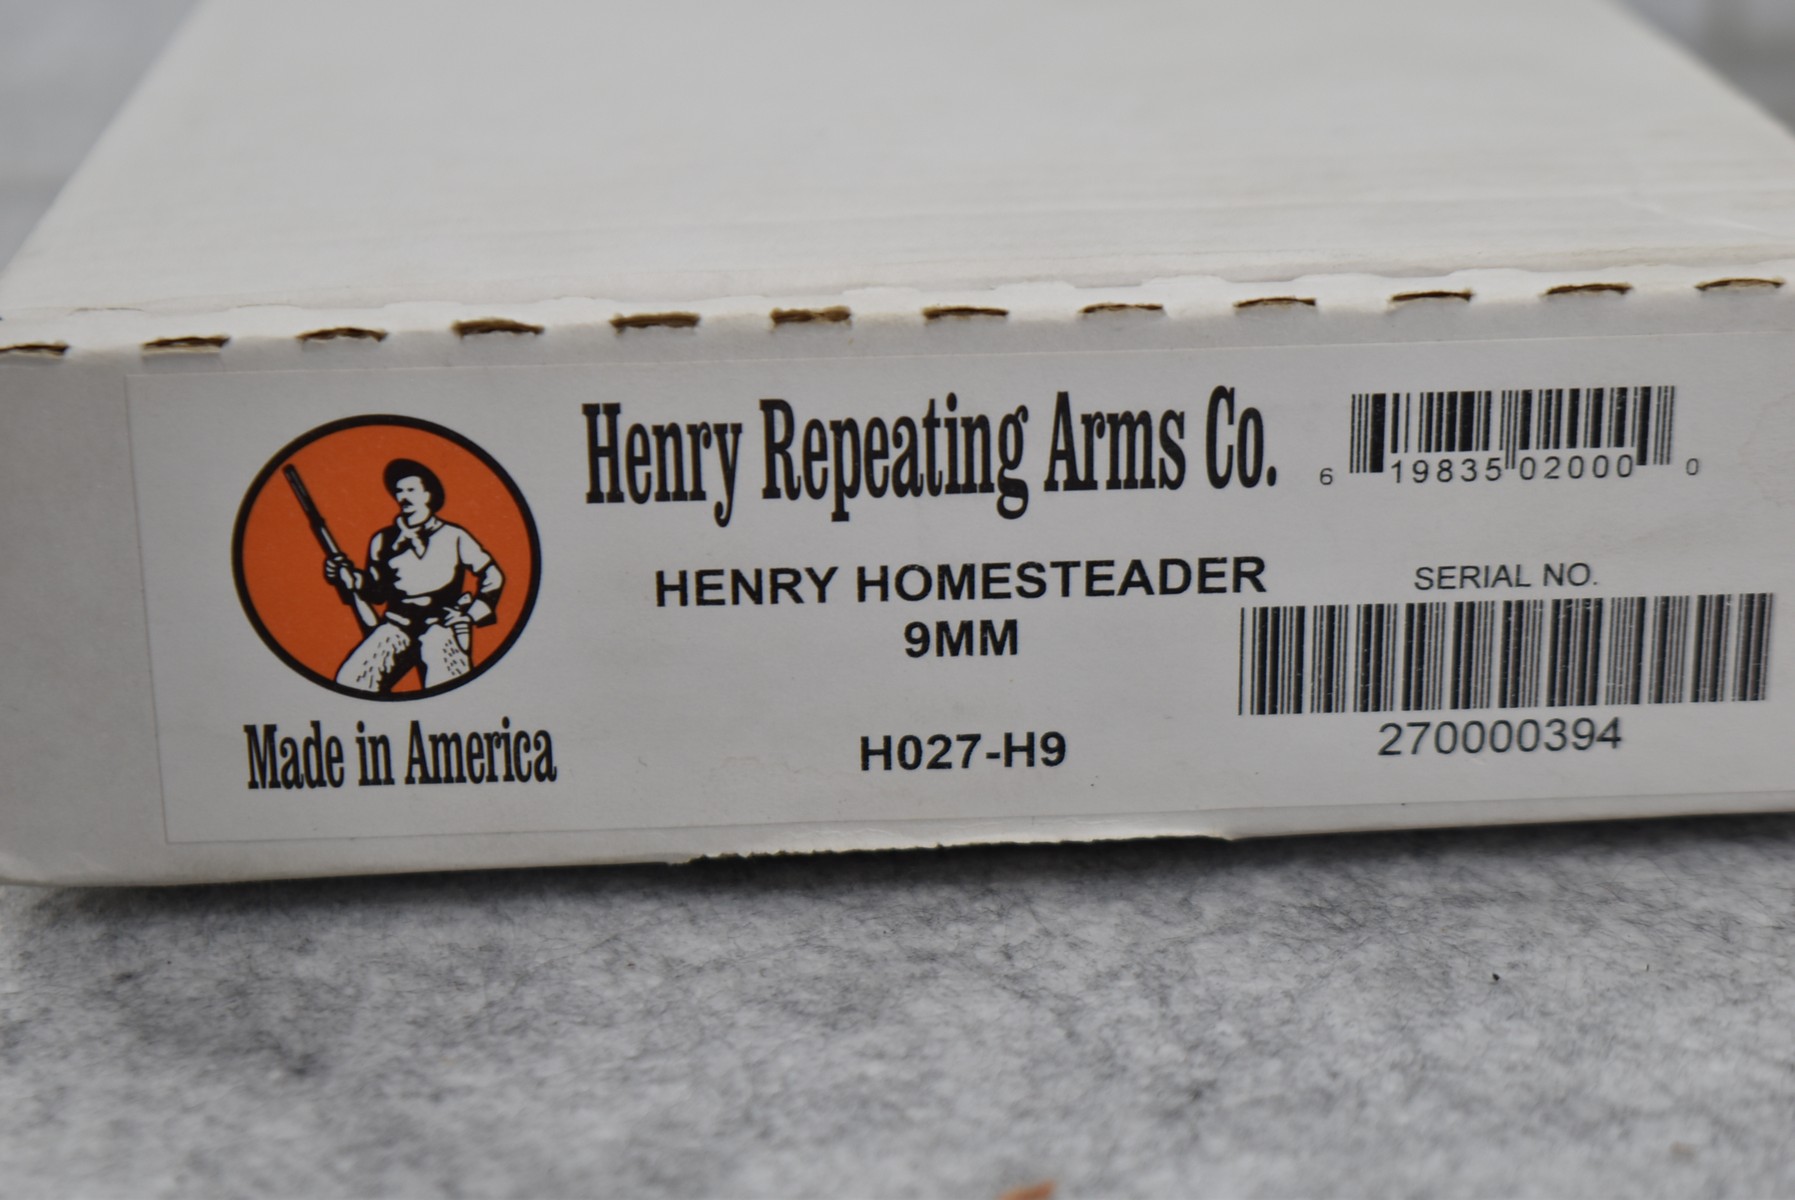 Henry Repeating Arms Co.
6 19835 02000 0
HENRY HOMESTEADER
9MM
H027-H9
SERIAL NO.
270000394
Made in America